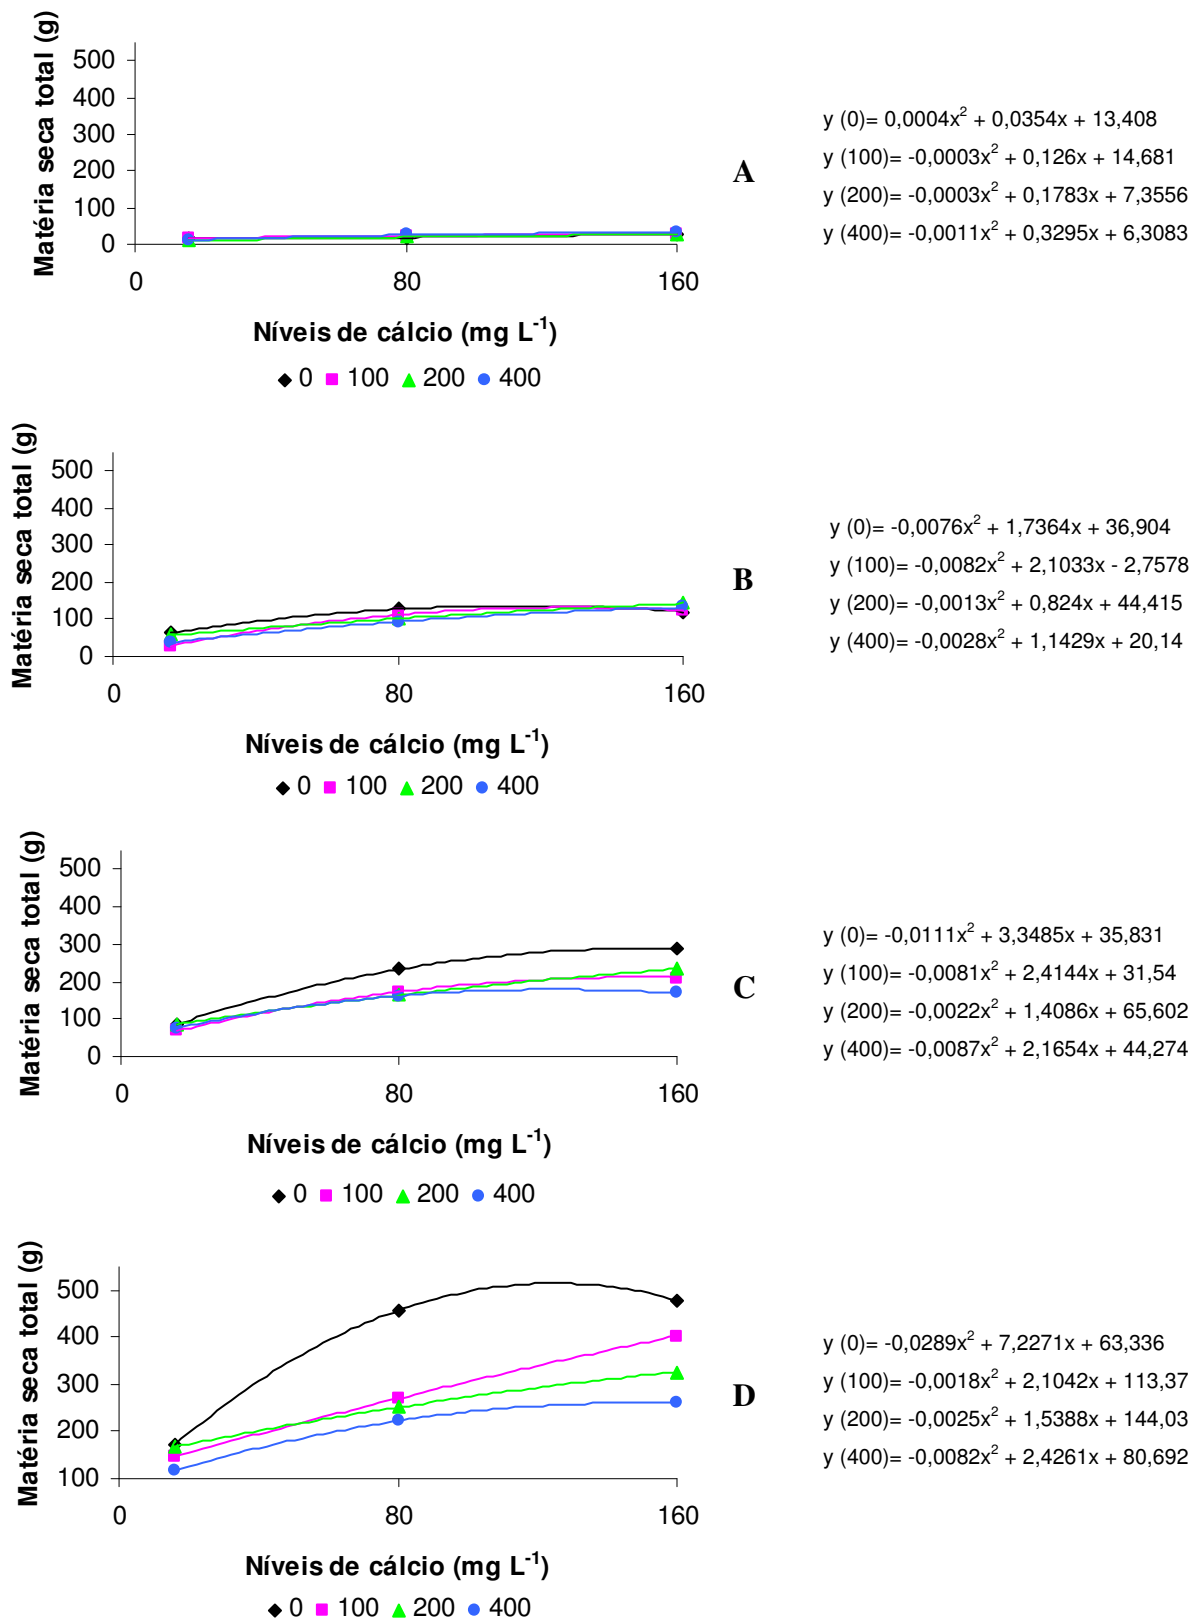 Matéria seca total (g)
500
400
300
200
100
0
0 80 160
Níveis de cálcio (mg L⁻¹)
0 100 200 400
A
y (0)= 0,0004x² + 0,0354x + 13,408
y (100)= -0,0003x² + 0,126x + 14,681
y (200)= -0,0003x² + 0,1783x + 7,3556
y (400)= -0,0011x² + 0,3295x + 6,3083
Matéria seca total (g)
500
400
300
200
100
0
0 80 160
Níveis de cálcio (mg L⁻¹)
0 100 200 400
B
y (0)= -0,0076x² + 1,7364x + 36,904
y (100)= -0,0082x² + 2,1033x - 2,7578
y (200)= -0,0013x² + 0,824x + 44,415
y (400)= -0,0028x² + 1,1429x + 20,14
Matéria seca total (g)
500
400
300
200
100
0
0 80 160
Níveis de cálcio (mg L⁻¹)
0 100 200 400
C
y (0)= -0,0111x² + 3,3485x + 35,831
y (100)= -0,0081x² + 2,4144x + 31,54
y (200)= -0,0022x² + 1,4086x + 65,602
y (400)= -0,0087x² + 2,1654x + 44,274
Matéria seca total (g)
500
400
300
200
100
0 80 160
Níveis de cálcio (mg L⁻¹)
0 100 200 400
D
y (0)= -0,0289x² + 7,2271x + 63,336
y (100)= -0,0018x² + 2,1042x + 113,37
y (200)= -0,0025x² + 1,5388x + 144,03
y (400)= -0,0082x² + 2,4261x + 80,692